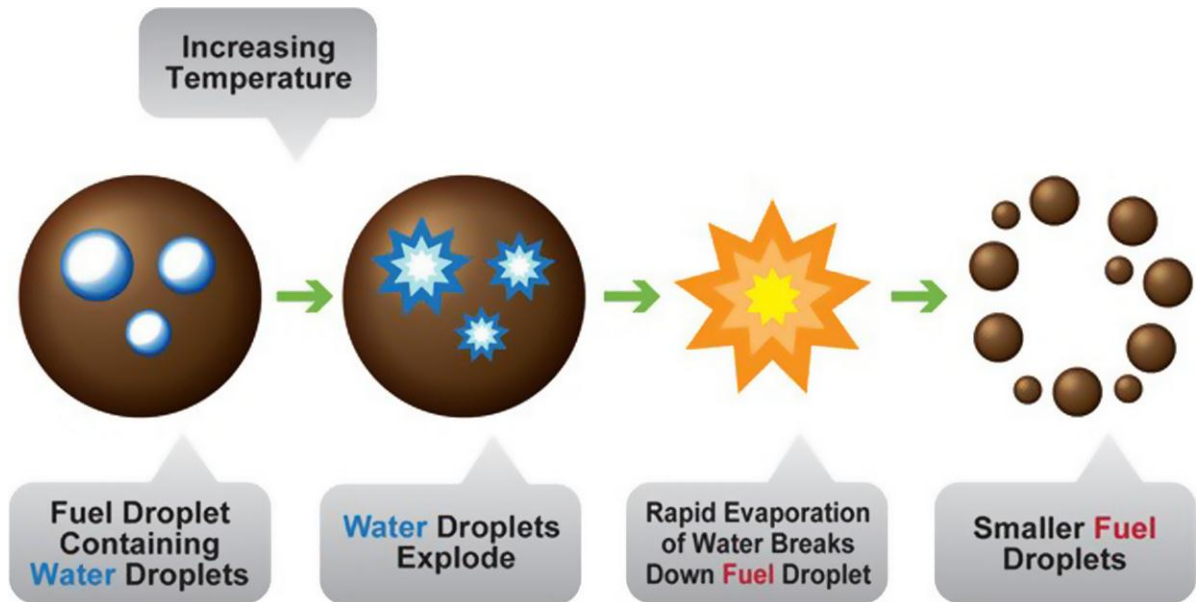 Increasing
Temperature
Fuel Droplet
Containing
Water Droplets
Water Droplets
Explode
Rapid Evaporation
of Water Breaks
Down Fuel Droplet
Smaller Fuel
Droplets